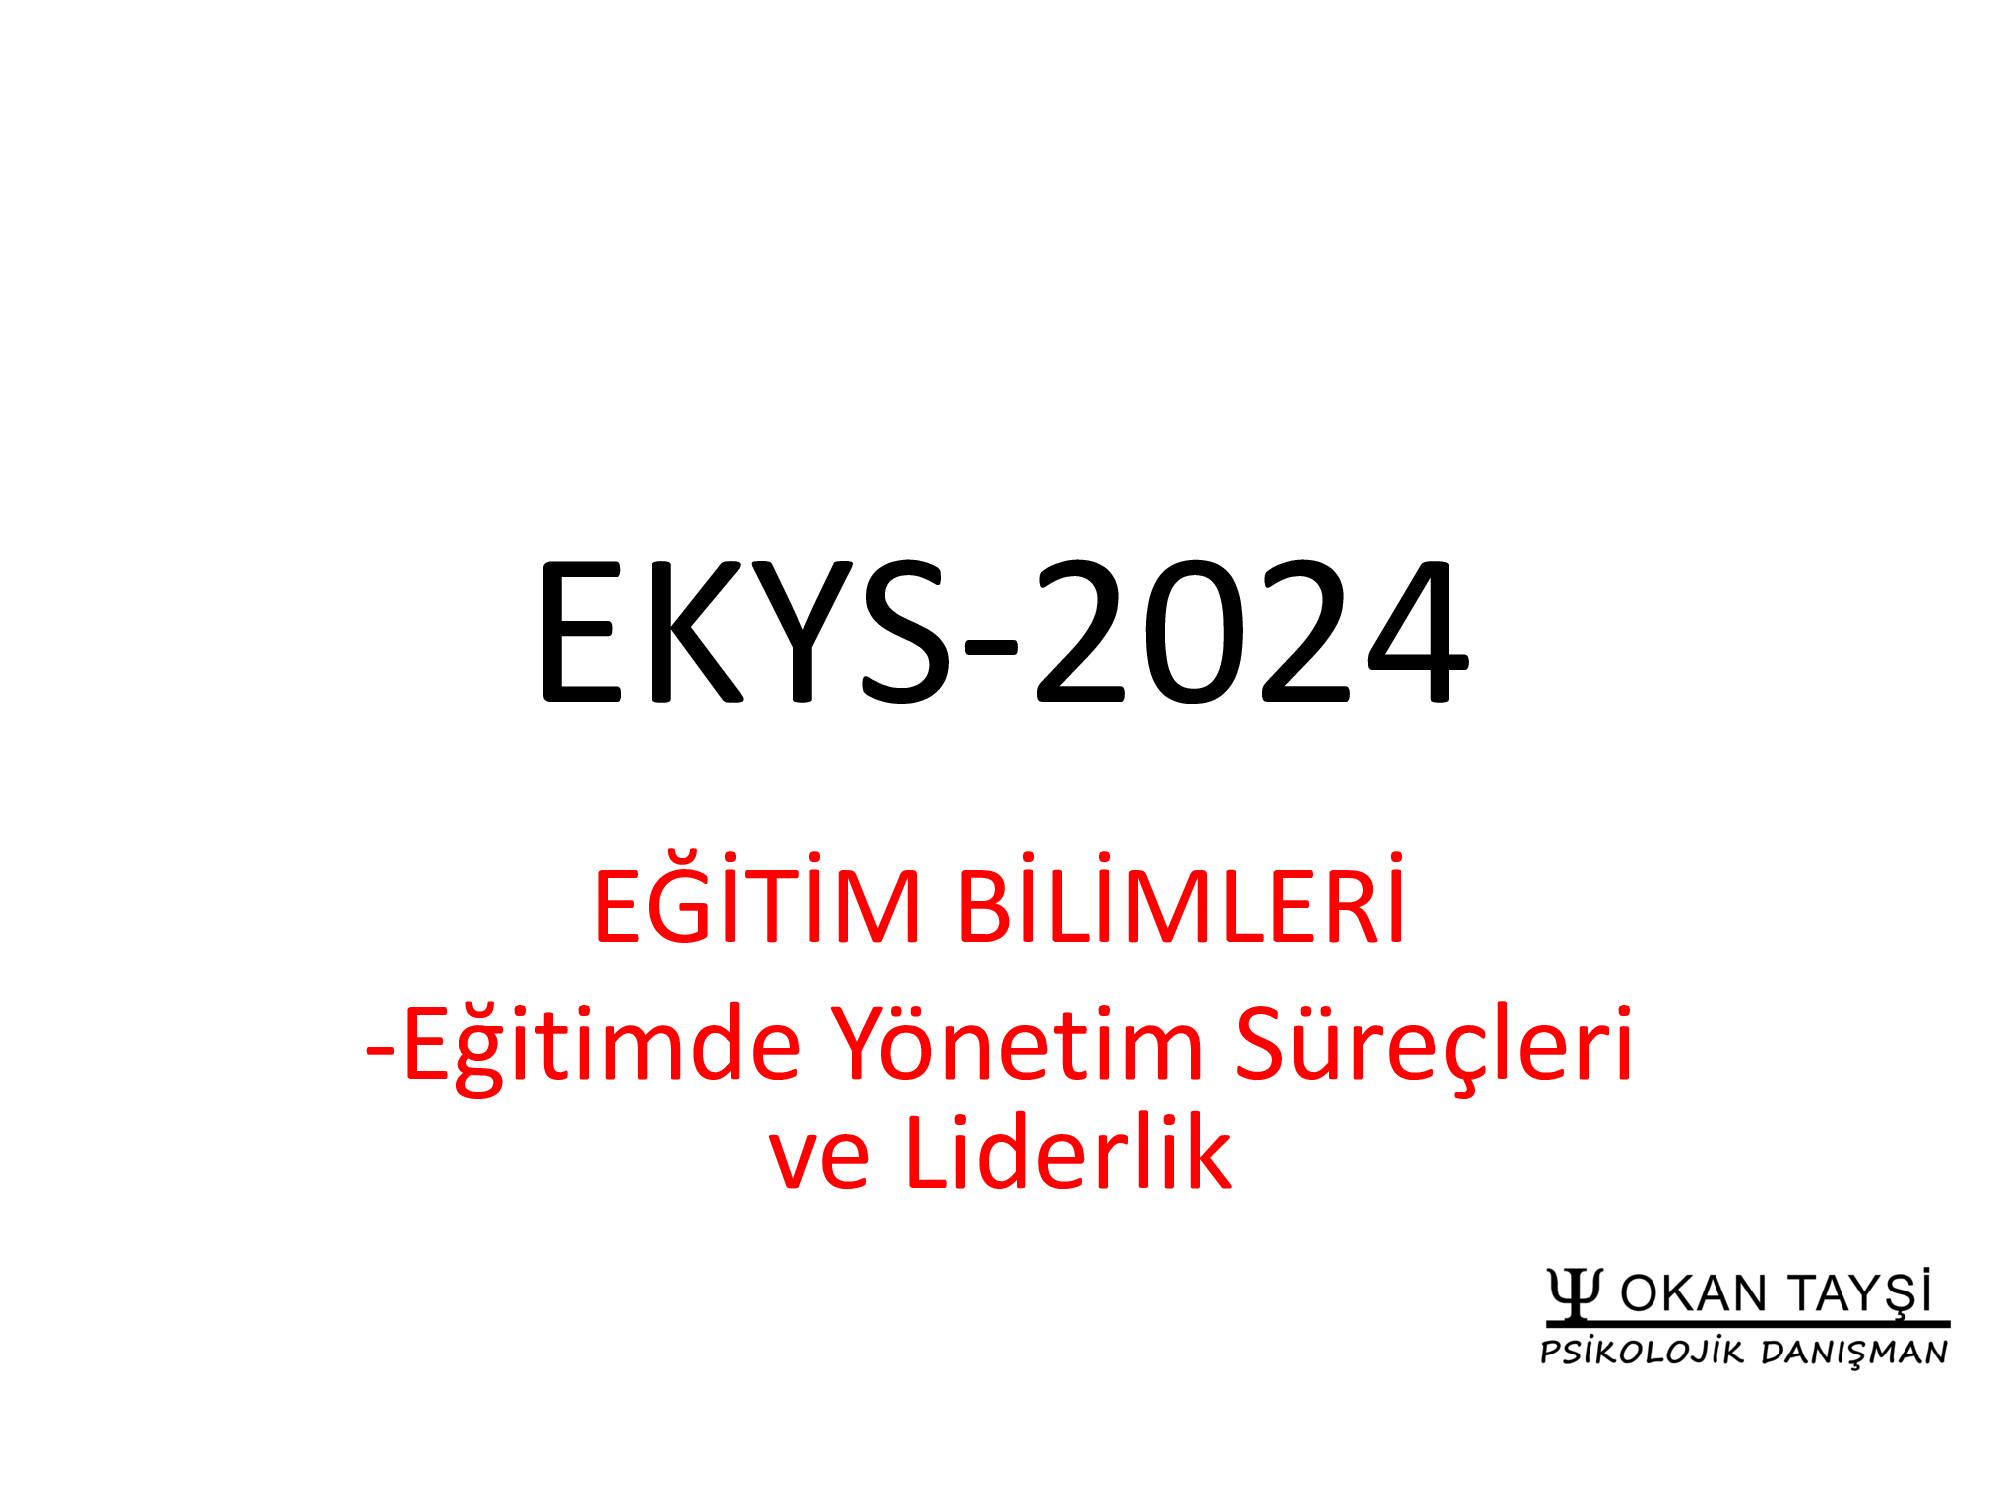 EKYS-2024
EĞİTİM BİLİMLERİ
-Eğitimde Yönetim Süreçleri
ve Liderlik
Ψ OKAN TAYŞİ
PSİKOLOJİK DANIŞMAN